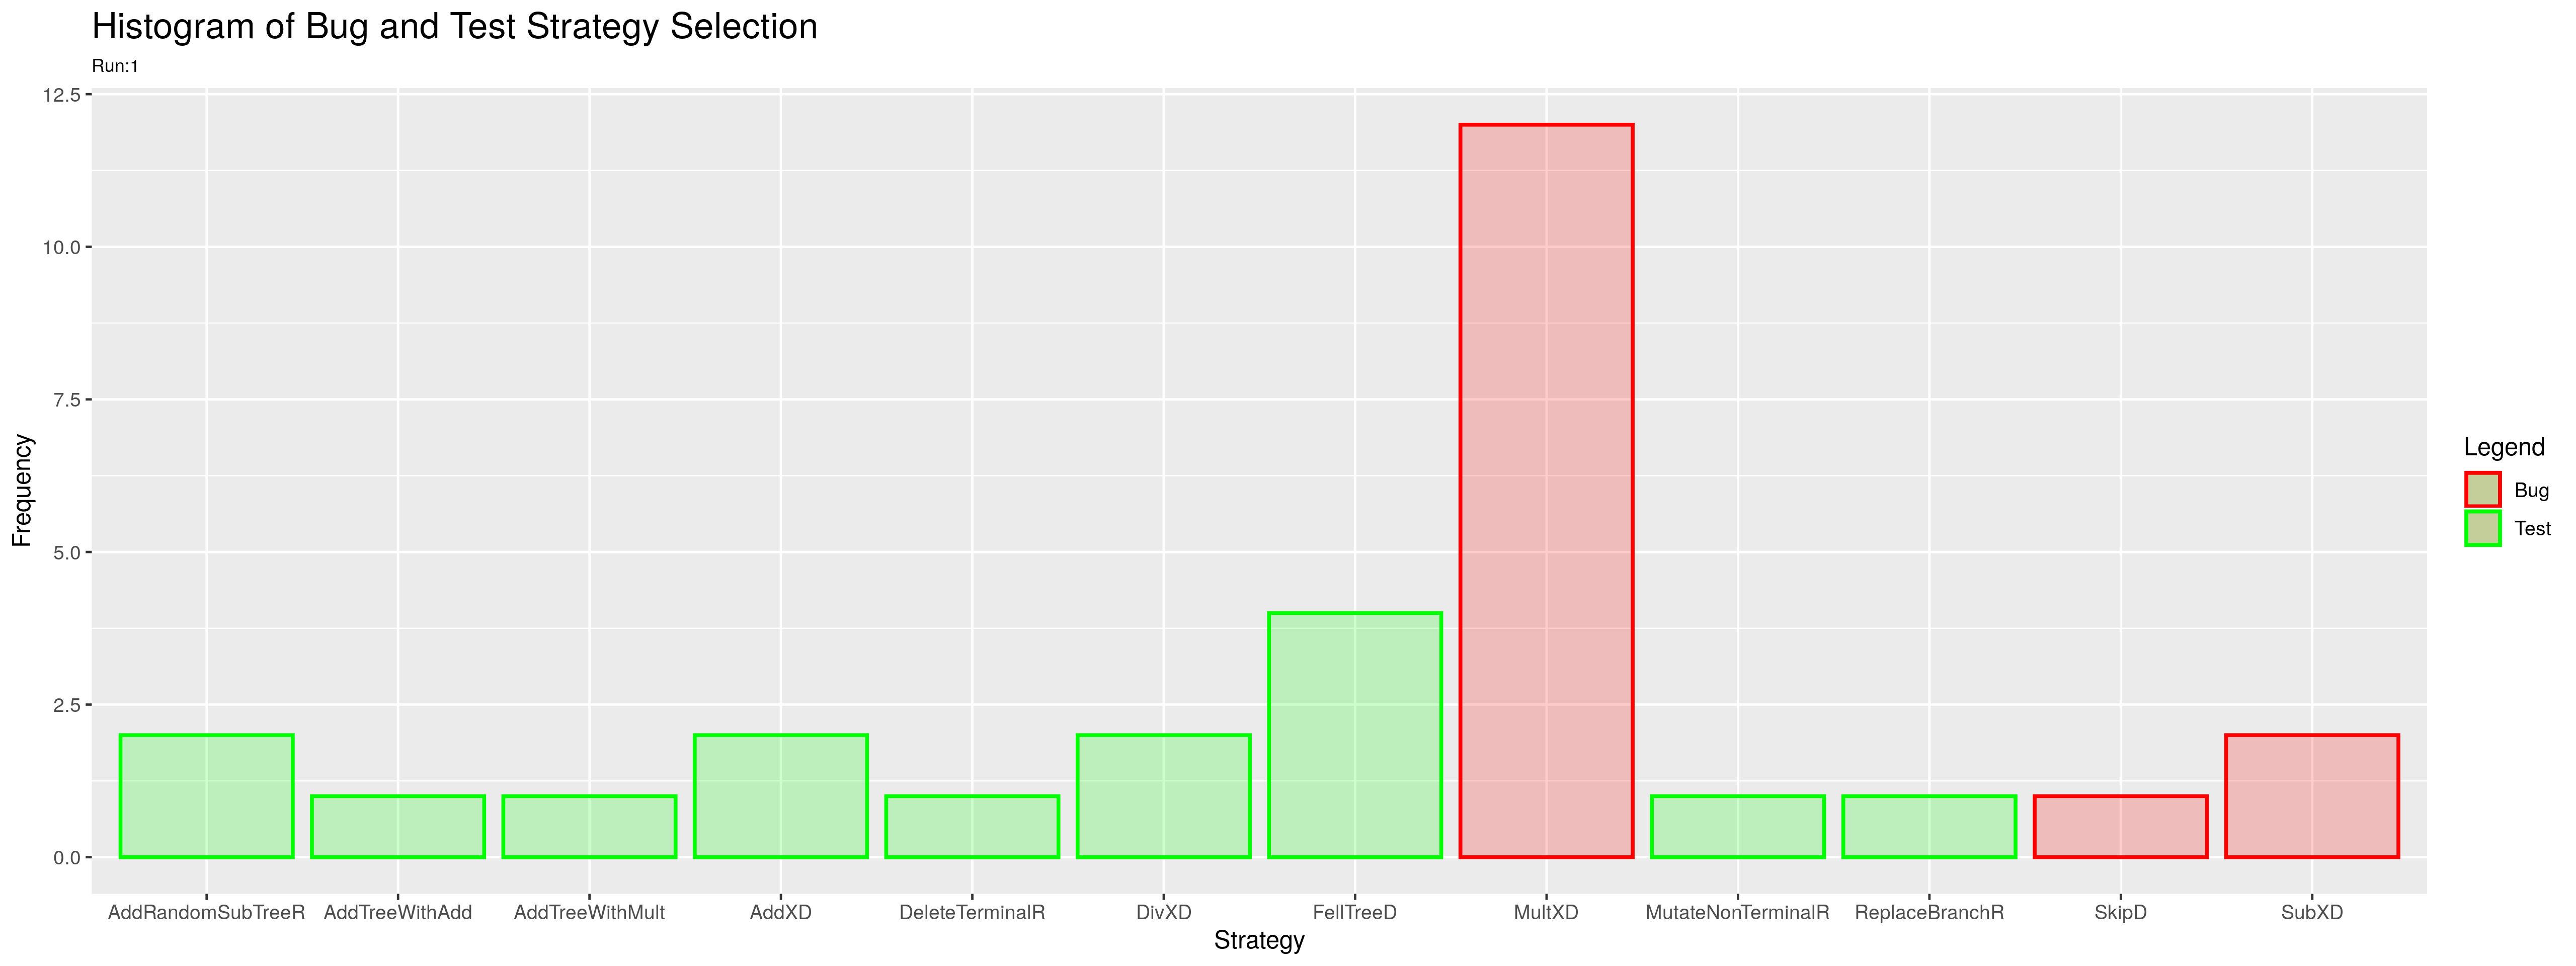 Histogram of Bug and Test Strategy Selection
Run:1
12.5
10.0
7.5
5.0
2.5
0.0
Frequency
AddRandomSubTreeR AddTreeWithAdd AddTreeWithMult AddXD DeleteTerminalR DivXD FellTreeD MultXD MutateNonTerminalR ReplaceBranchR SkipD SubXD
Strategy
Legend
Bug
Test